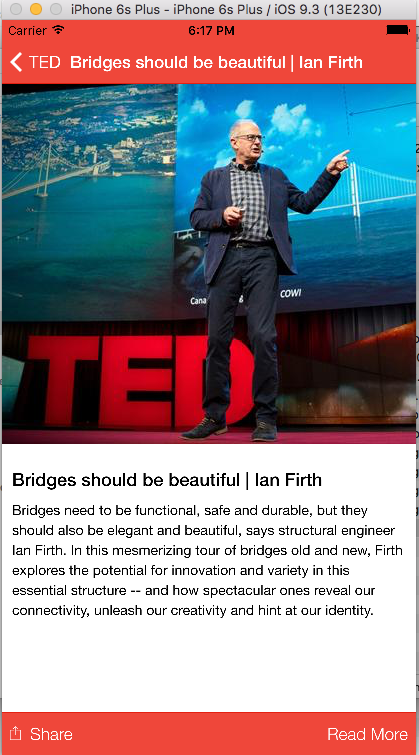 iPhone 6s Plus - iPhone 6s Plus / iOS 9.3 (13E230)
Carrier 6:17 PM
TED Bridges should be beautiful | Ian Firth
COWI
TED
Bridges should be beautiful | Ian Firth
Bridges need to be functional, safe and durable, but they
should also be elegant and beautiful, says structural engineer
Ian Firth. In this mesmerizing tour of bridges old and new, Firth
explores the potential for innovation and variety in this
essential structure -- and how spectacular ones reveal our
connectivity, unleash our creativity and hint at our identity.
Share Read More